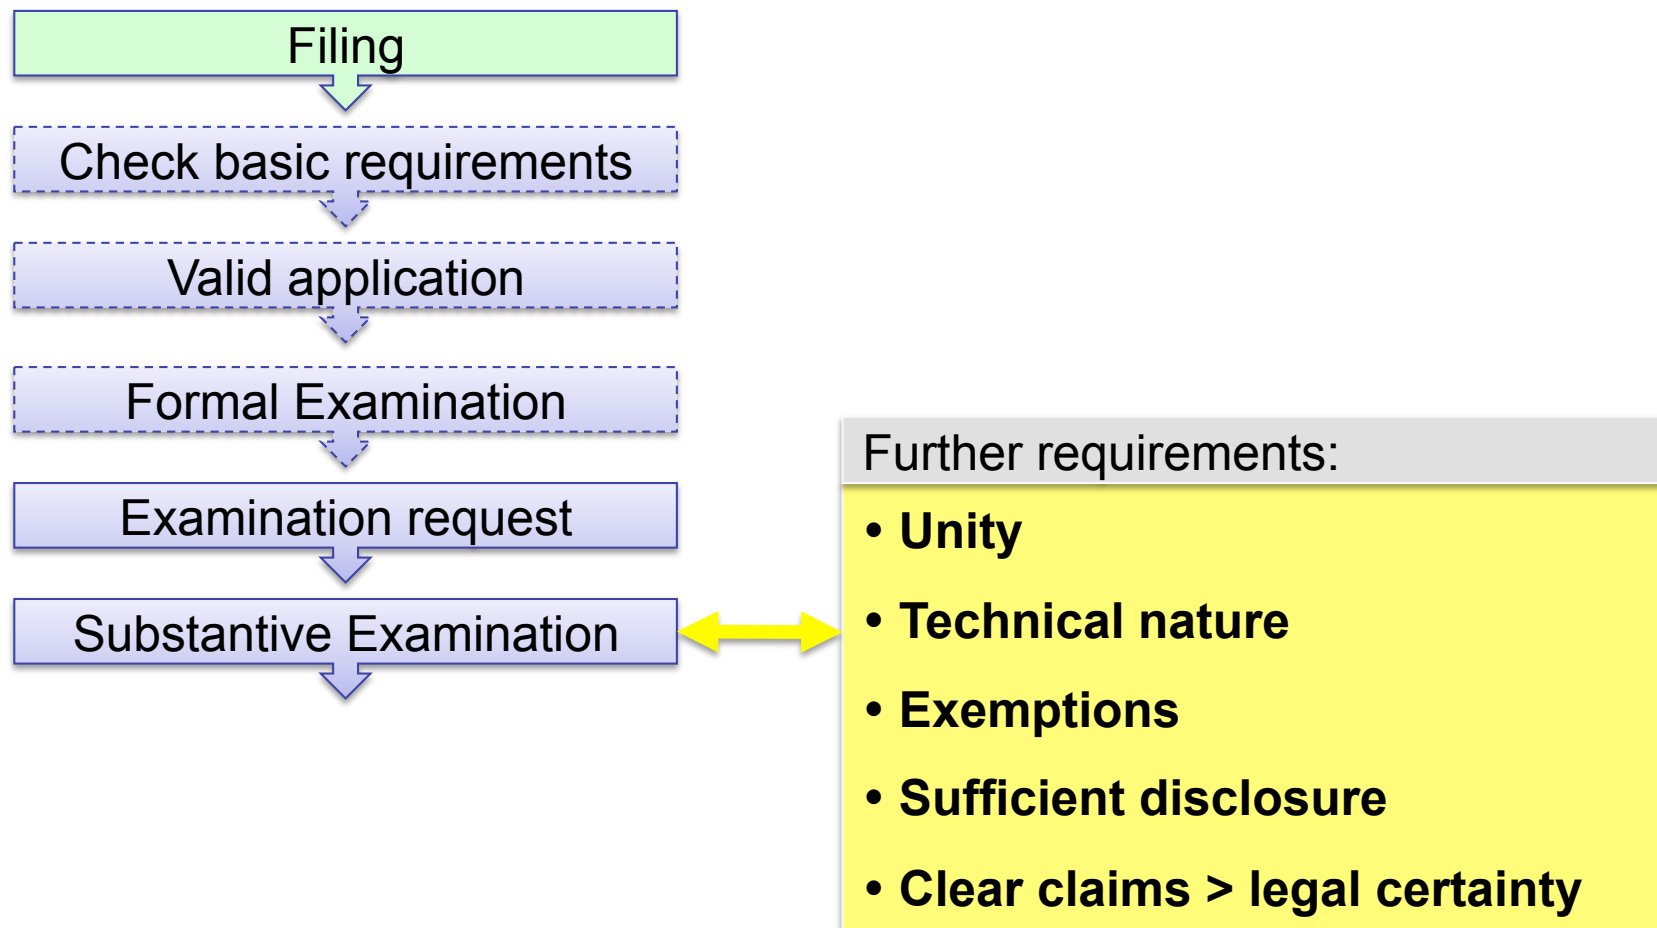 Filing
Check basic requirements
Valid application
Formal Examination
Examination request
Substantive Examination
Further requirements:
• Unity
• Technical nature
• Exemptions
• Sufficient disclosure
• Clear claims > legal certainty